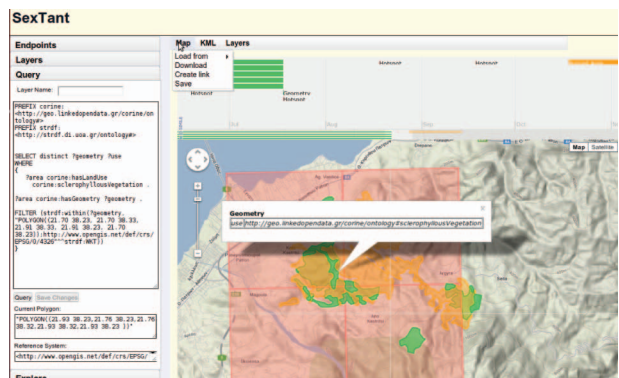 SexTant
Endpoints
Layers
Query
Layer Name:
PREFIX corine:
<http://geo.linkedopendata.gr/corine/on
tology#>
PREFIX strdf:
<http://strdf.di.uoa.gr/ontology#>
SELECT distinct ?geometry ?use
WHERE
{
?area corine:hasLandUse
corine:sclerophyllousVegetation .
?area corine:hasGeometry ?geometry .
FILTER (strdf:within(?geometry,
"POLYGON((21.70 38.23, 21.70 38.33,
21.91 38.33, 21.91 38.23, 21.70
38.23));http://www.opengis.net/def/crs/
EPSG/0/4326"^^strdf:WKT))
}
Query Save Changes
Current Polygon:
"POLYGON((21.93 38.23,21.76 38.23,21.76
38.32,21.93 38.32,21.93 38.23 ))"
Reference System:
<http://www.opengis.net/def/crs/EPSG/
Explore
Map KML Layers
Load from
Download
Create link
Save
Hotspot
Geometry
Hotspot
Hotspot
Hotspot
Map Satellite
Geometry
use http://geo.linkedopendata.gr/corine/ontology#sclerophyllousVegetation